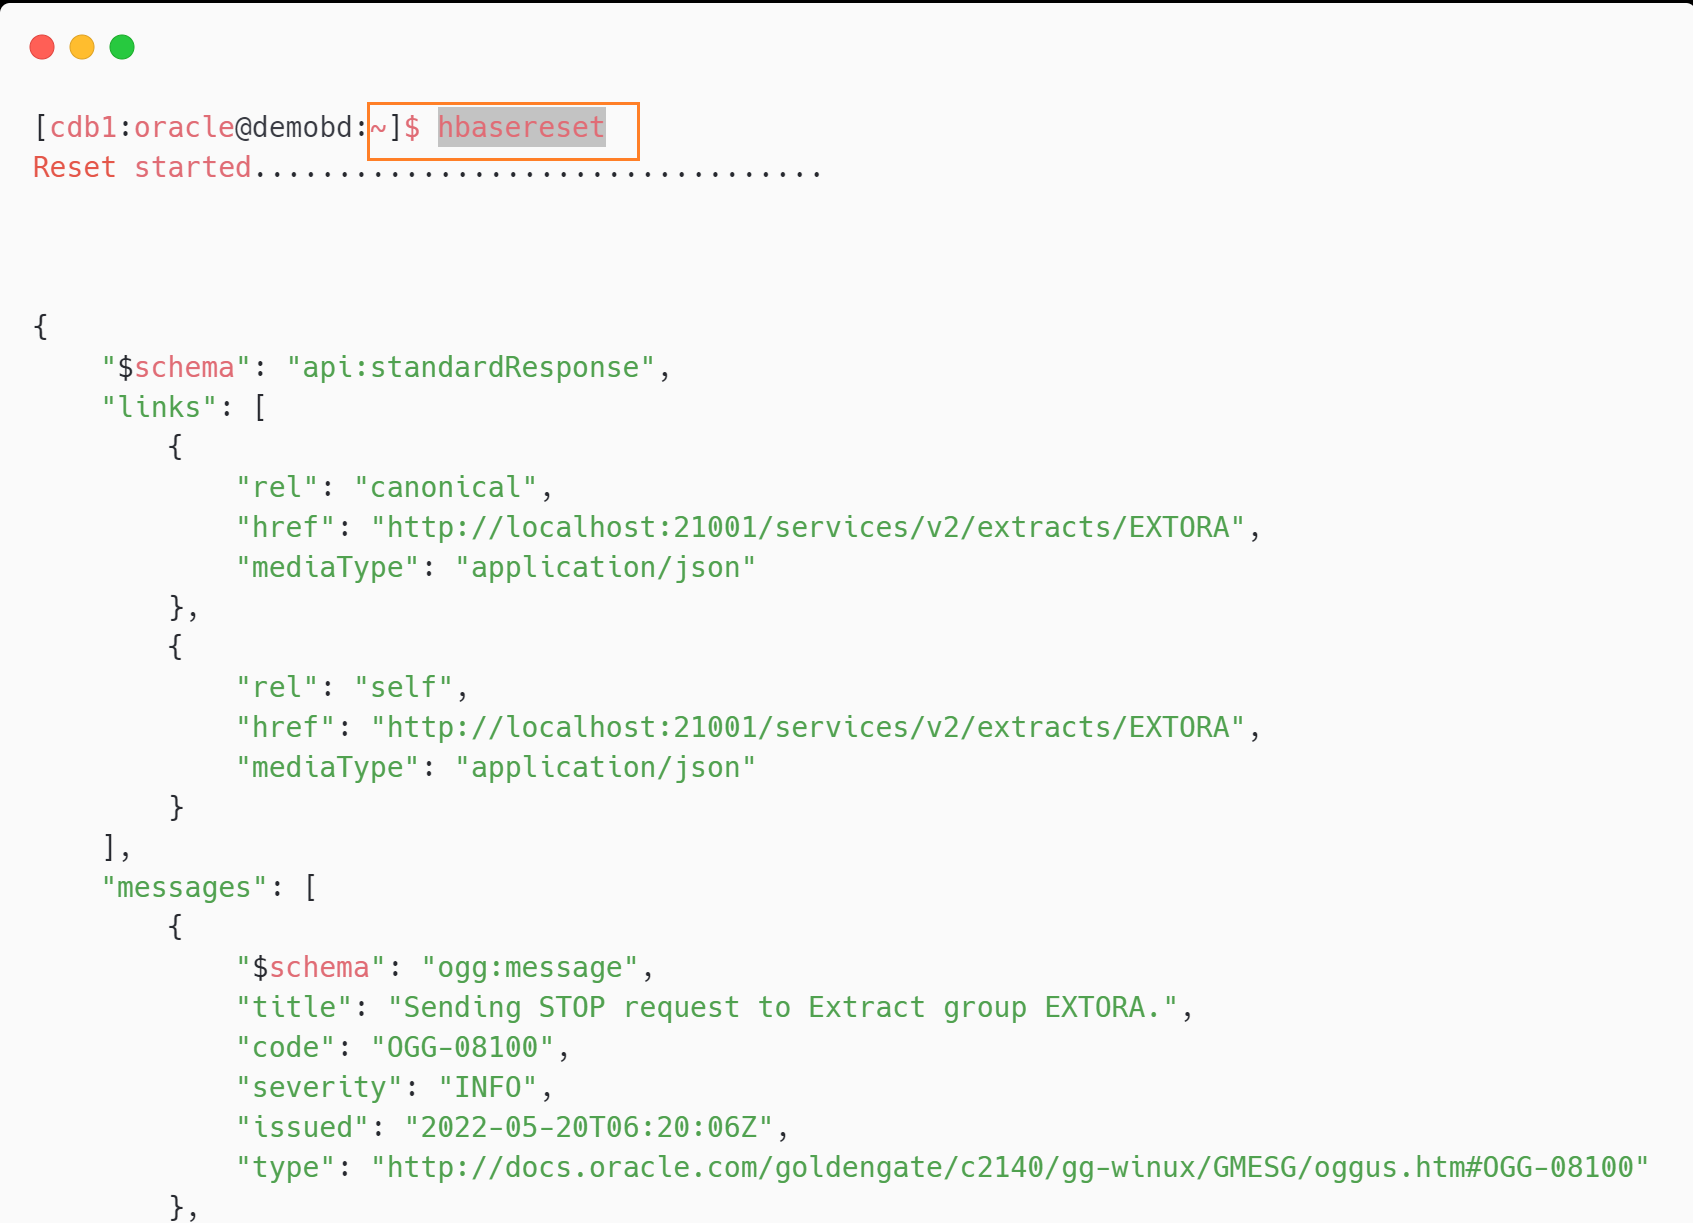 [cdb1:oracle@demobd:~]$ hbasereset
Reset started..................................
{
    "$schema": "api:standardResponse",
    "links": [
        {
            "rel": "canonical",
            "href": "http://localhost:21001/services/v2/extracts/EXTORA",
            "mediaType": "application/json"
        },
        {
            "rel": "self",
            "href": "http://localhost:21001/services/v2/extracts/EXTORA",
            "mediaType": "application/json"
        }
    ],
    "messages": [
        {
            "$schema": "ogg:message",
            "title": "Sending STOP request to Extract group EXTORA.",
            "code": "OGG-08100",
            "severity": "INFO",
            "issued": "2022-05-20T06:20:06Z",
            "type": "http://docs.oracle.com/goldengate/c2140/gg-winux/GMESG/oggus.htm#OGG-08100"
        },